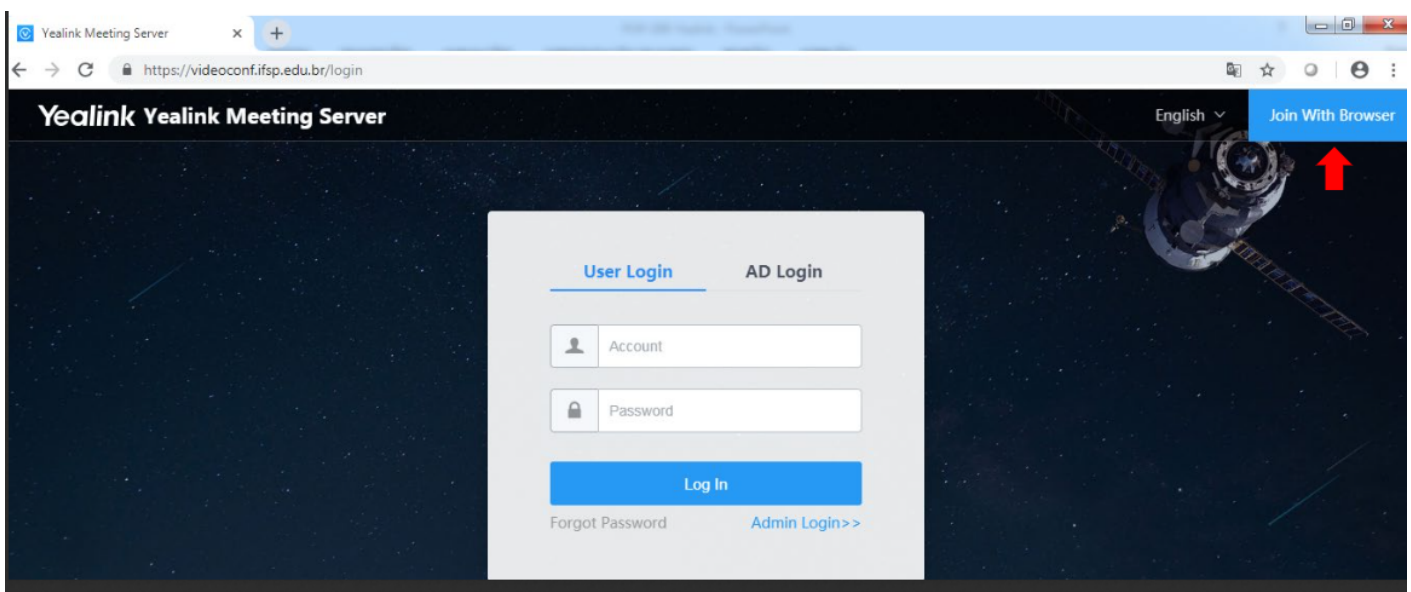 Yealink Meeting Server
https://videoconf.ifsp.edu.br/login
Yealink Yealink Meeting Server
English
Join With Browser
User Login
AD Login
Account
Password
Log In
Forgot Password
Admin Login>>